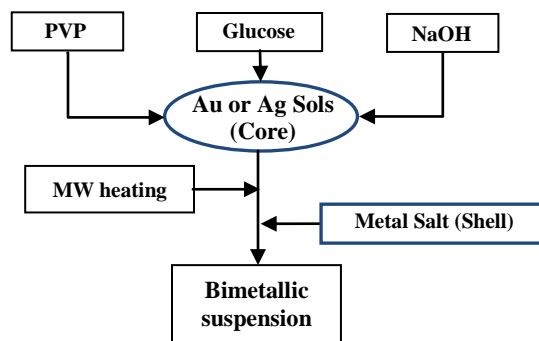 PVP
Glucose
NaOH
Au or Ag Sols
(Core)
MW heating
Metal Salt (Shell)
Bimetallic
suspension